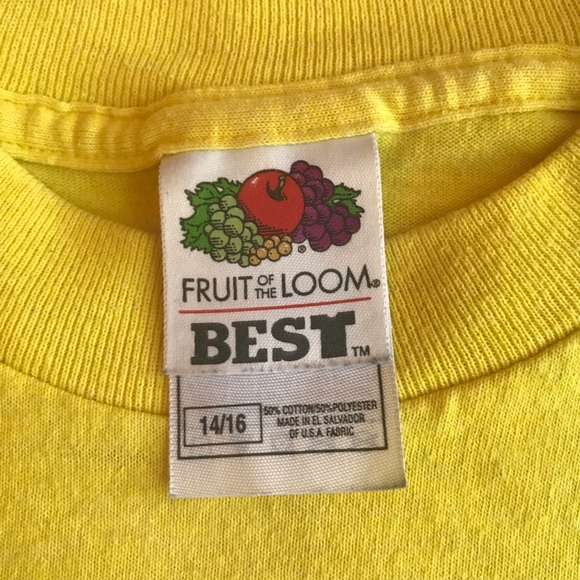 ®
FRUIT OF THE LOOM®
BEST™
14/16
50% COTTON/50% POLYESTER
MADE IN EL SALVADOR
OF U.S.A. FABRIC